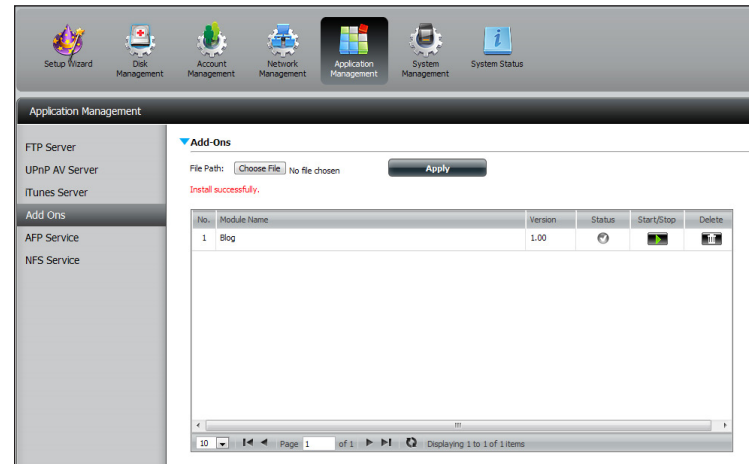 Setup Wizard
Disk Management
Account Management
Network Management
Application Management
System Management
System Status
Application Management
FTP Server
UPnP AV Server
iTunes Server
Add Ons
AFP Service
NFS Service
Add-Ons
File Path: Choose File No file chosen Apply
Install successfully.
No. Module Name Version Status Start/Stop Delete
1 Blog 1.00
10 Page 1 of 1 Displaying 1 to 1 of 1 items